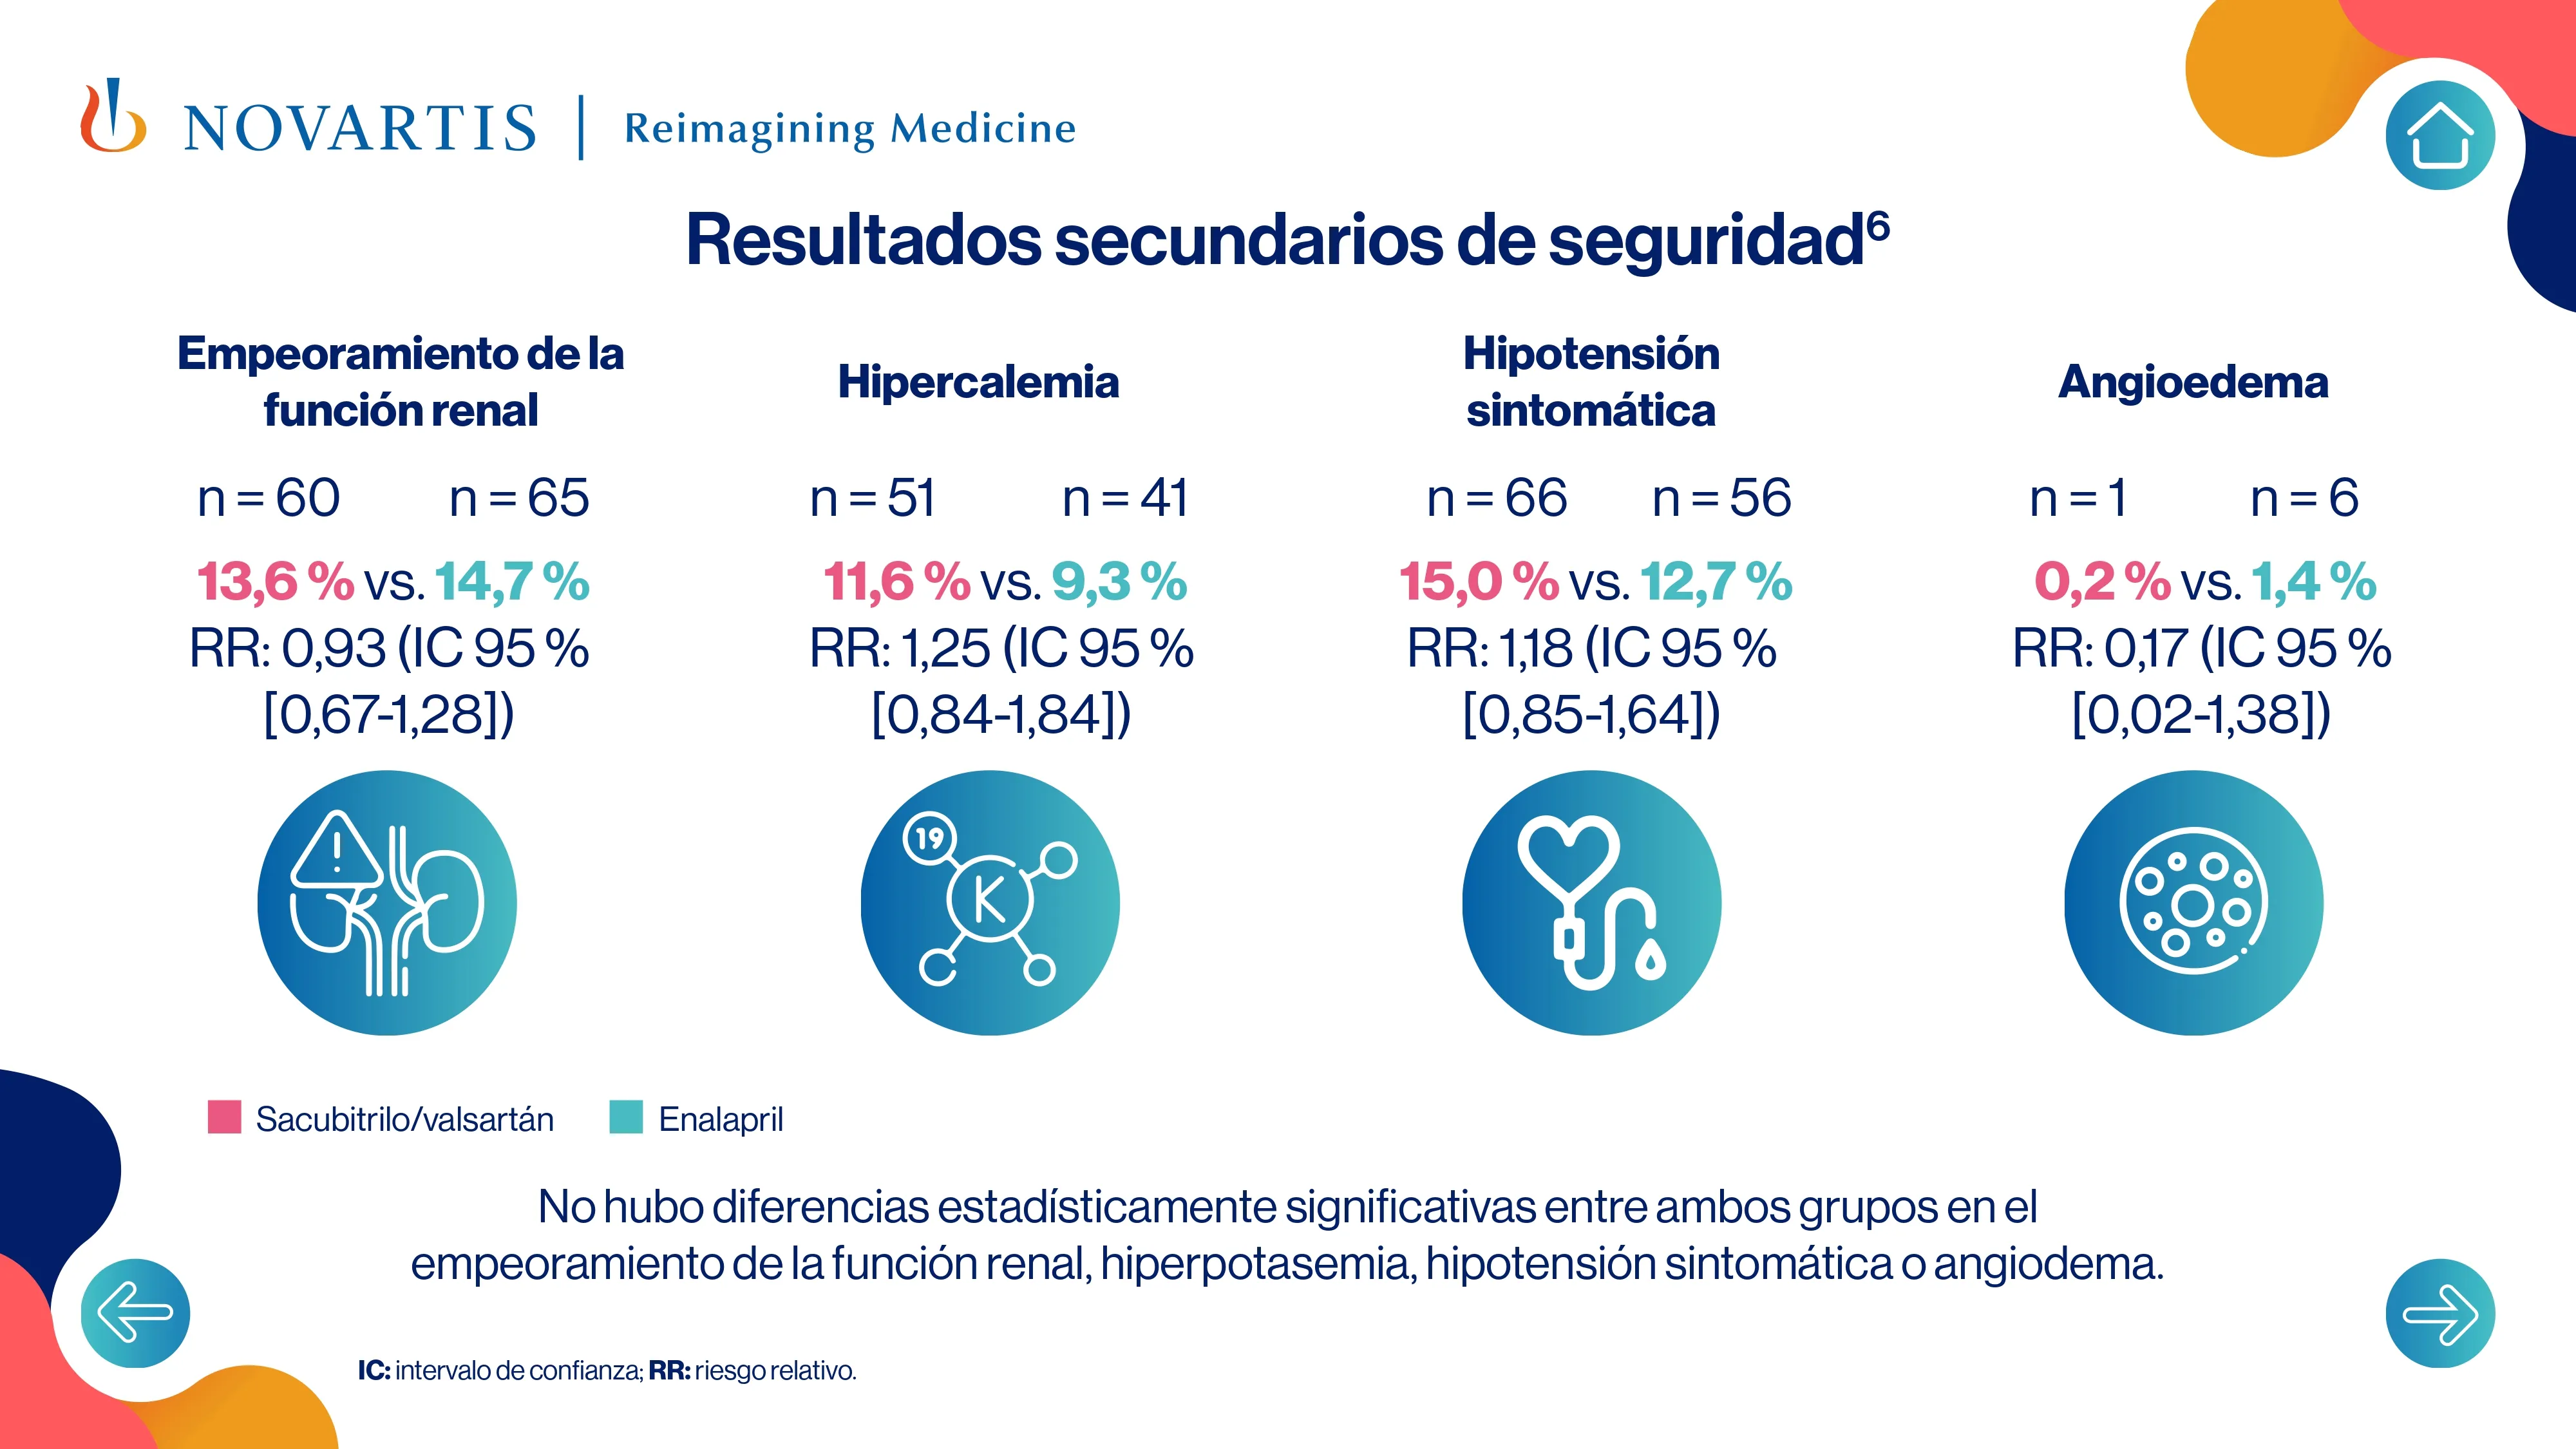 NOVARTIS | Reimagining Medicine
Resultados secundarios de seguridad⁶
Empeoramiento de la
función renal
n = 60 n = 65
13,6 % vs. 14,7 %
RR: 0,93 (IC 95 %
[0,67-1,28])
Hipercalemia
n = 51 n = 41
11,6 % vs. 9,3 %
RR: 1,25 (IC 95 %
[0,84-1,84])
19
K
Hipotensión
sintomática
n = 66 n = 56
15,0 % vs. 12,7 %
RR: 1,18 (IC 95 %
[0,85-1,64])
Angioedema
n = 1 n = 6
0,2 % vs. 1,4 %
RR: 0,17 (IC 95 %
[0,02-1,38])
Sacubitrilo/valsartán Enalapril
No hubo diferencias estadísticamente significativas entre ambos grupos en el
empeoramiento de la función renal, hiperpotasemia, hipotensión sintomática o angiodema.
IC: intervalo de confianza; RR: riesgo relativo.